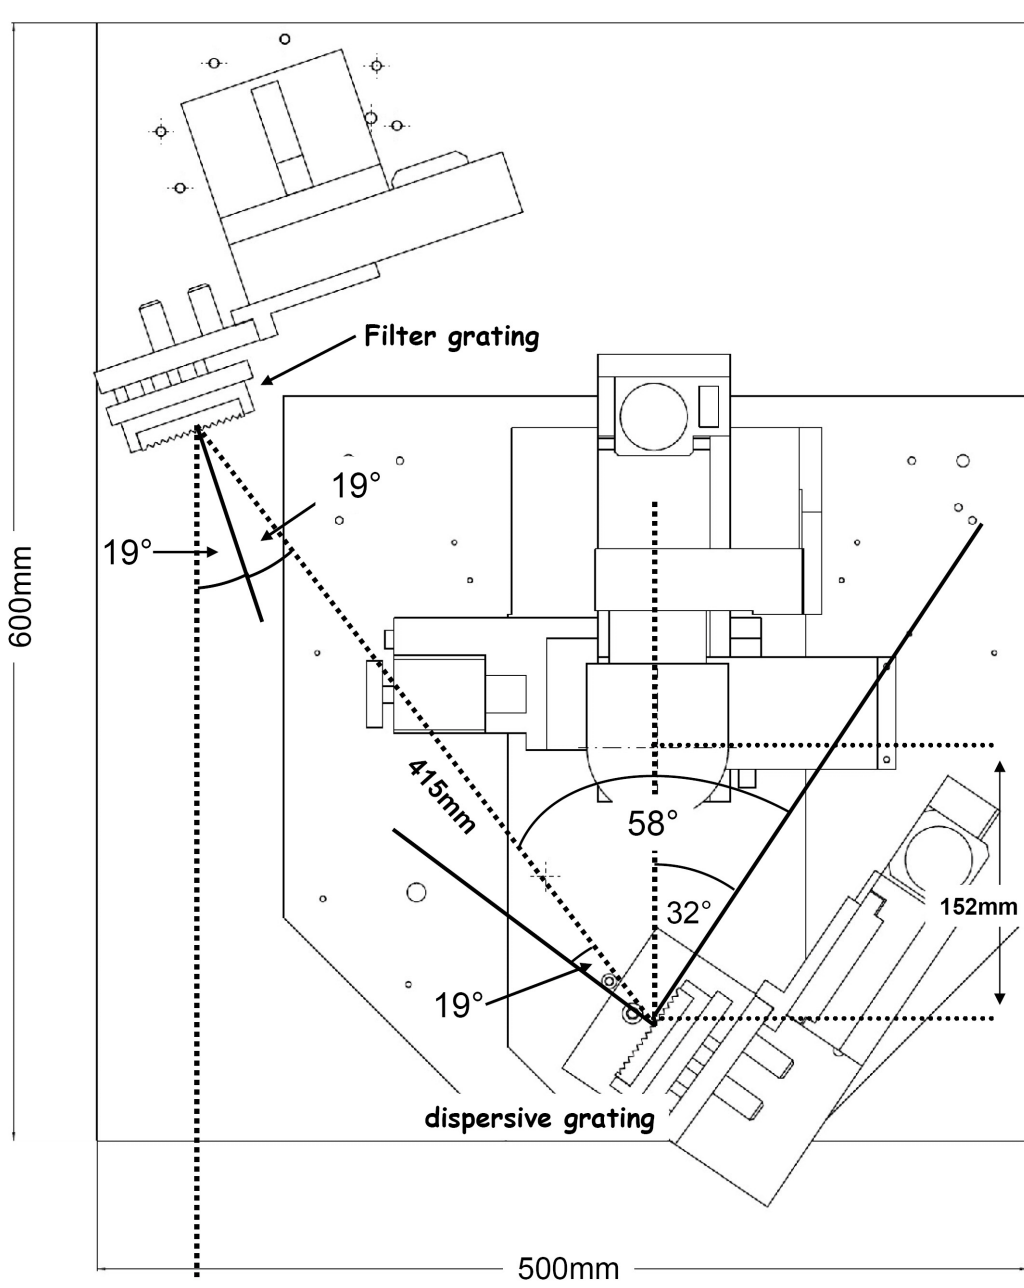 Filter grating
19°
19°
600mm
415mm
58°
152mm
32°
19°
dispersive grating
500mm